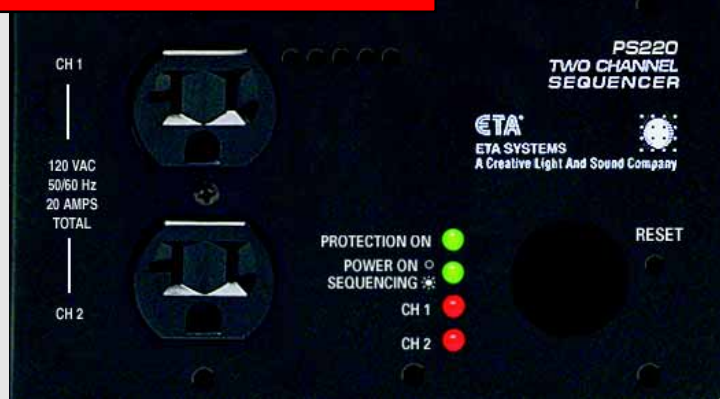 CH 1
120 VAC
50/60 Hz
20 AMPS
TOTAL
CH 2
PS220
TWO CHANNEL
SEQUENCER
ETA
ETA SYSTEMS
A Creative Light And Sound Company
PROTECTION ON
POWER ON
SEQUENCING
CH 1
CH 2
RESET